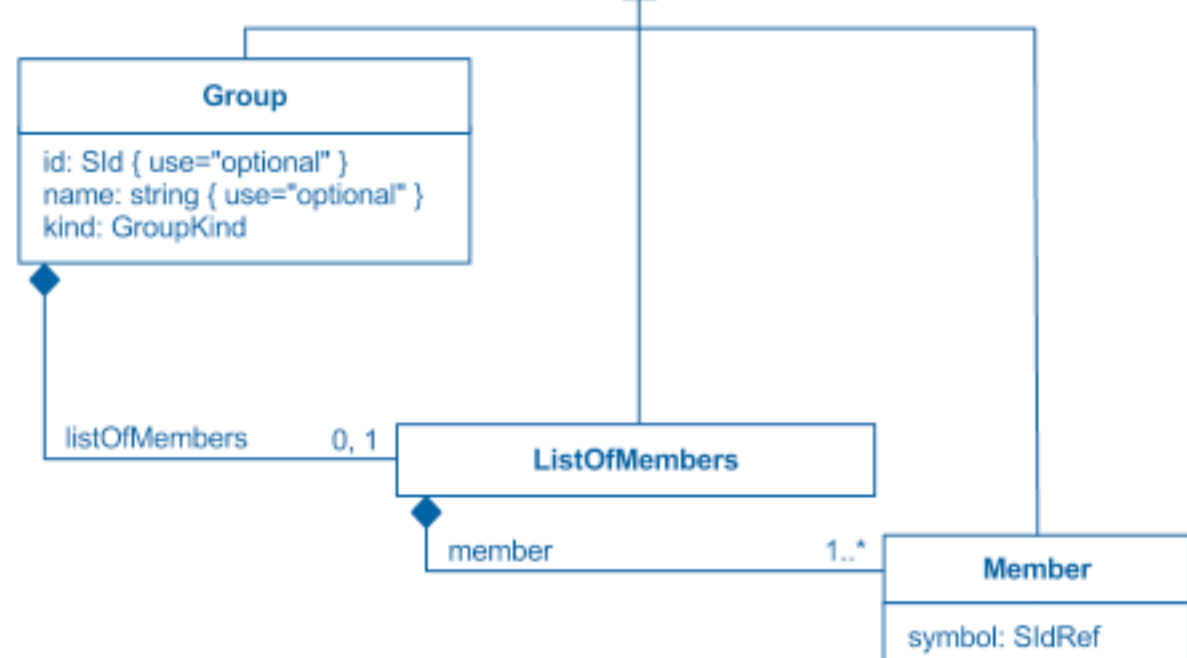 Group
id: SId { use="optional" }
name: string { use="optional" }
kind: GroupKind
listOfMembers 0, 1
ListOfMembers
member 1..*
Member
symbol: SIdRef